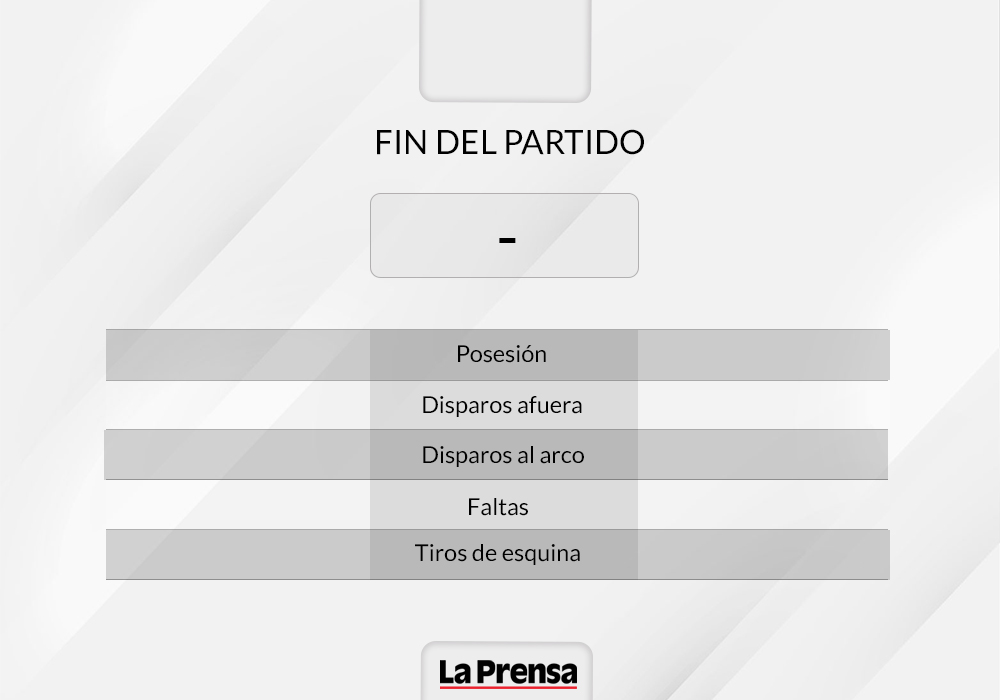 FIN DEL PARTIDO
-
Posesión
Disparos afuera
Disparos al arco
Faltas
Tiros de esquina
La Prensa